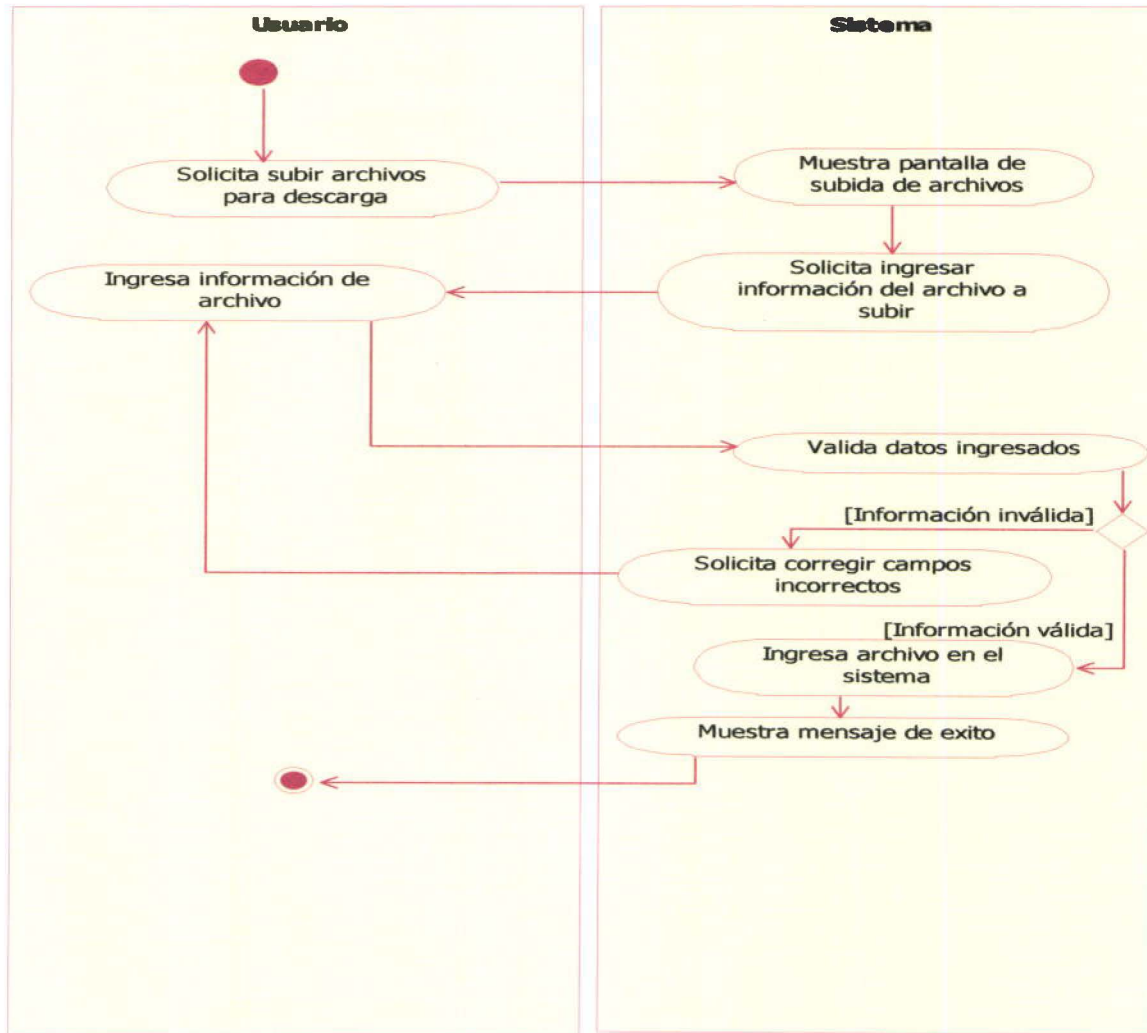 Usuario
Sistema
Solicita subir archivos
para descarga
Muestra pantalla de
subida de archivos
Ingresa información de
archivo
Solicita ingresar
información del archivo a
subir
Valida datos ingresados
[Información inválida]
Solicita corregir campos
incorrectos
[Información válida]
Ingresa archivo en el
sistema
Muestra mensaje de exito